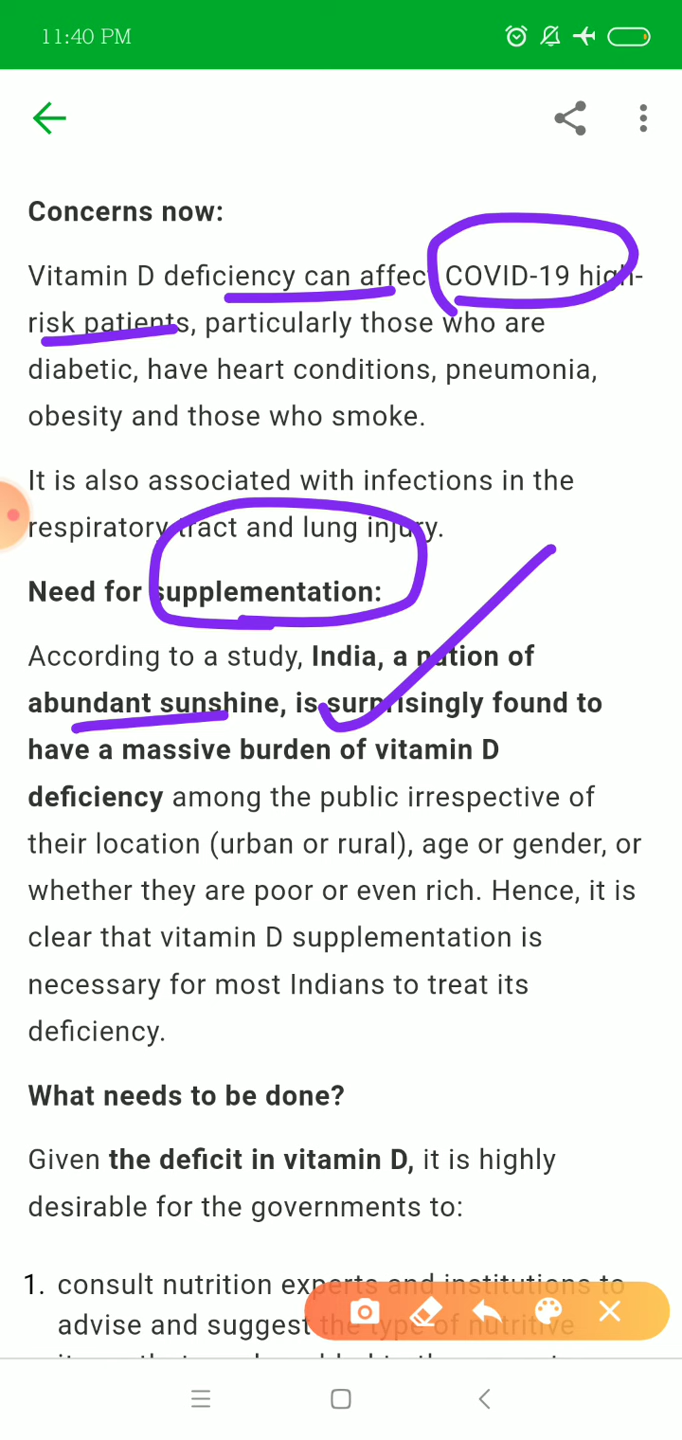 11:40 PM
Concerns now:
Vitamin D deficiency can affect COVID-19 high-
risk patients, particularly those who are
diabetic, have heart conditions, pneumonia,
obesity and those who smoke.
It is also associated with infections in the
respiratory tract and lung injury.
Need for supplementation:
According to a study, India, a nation of
abundant sunshine, is surprisingly found to
have a massive burden of vitamin D
deficiency among the public irrespective of
their location (urban or rural), age or gender, or
whether they are poor or even rich. Hence, it is
clear that vitamin D supplementation is
necessary for most Indians to treat its
deficiency.
What needs to be done?
Given the deficit in vitamin D, it is highly
desirable for the governments to:
1. consult nutrition experts and institutions to
advise and suggest the type of nutritive